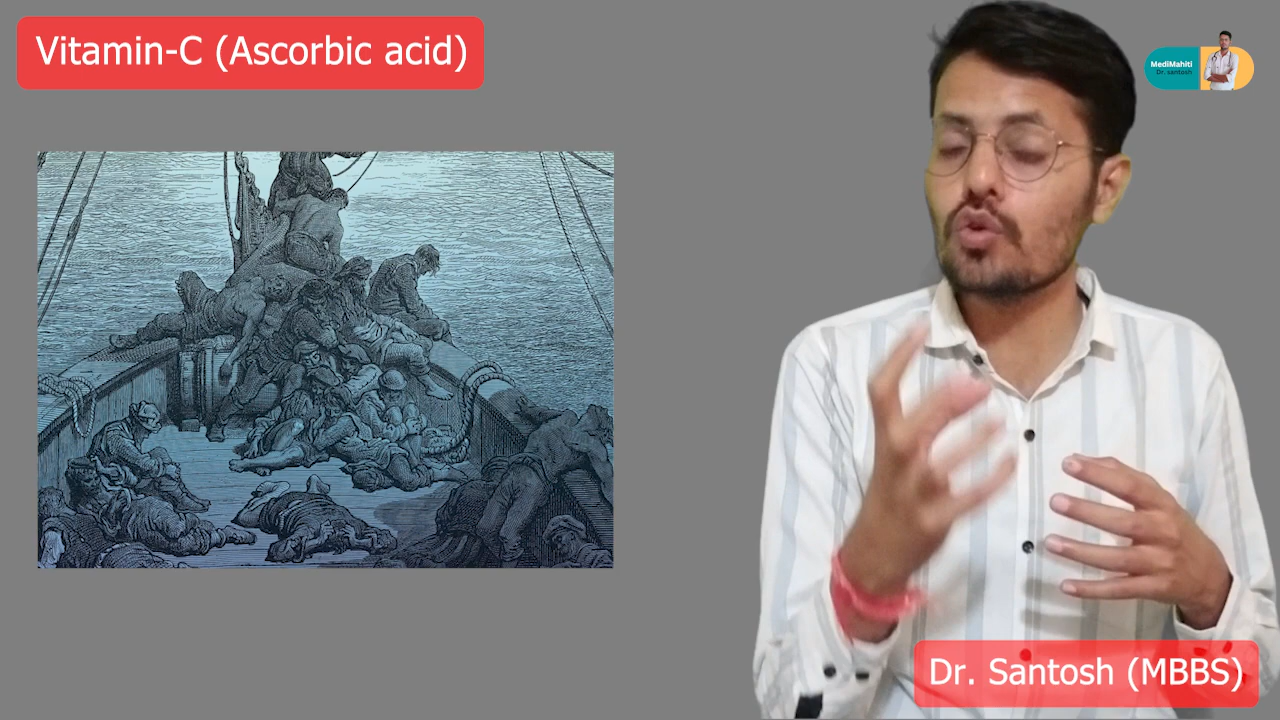 Vitamin-C (Ascorbic acid)
MediMahiti
Dr. santosh
Dr. Santosh (MBBS)